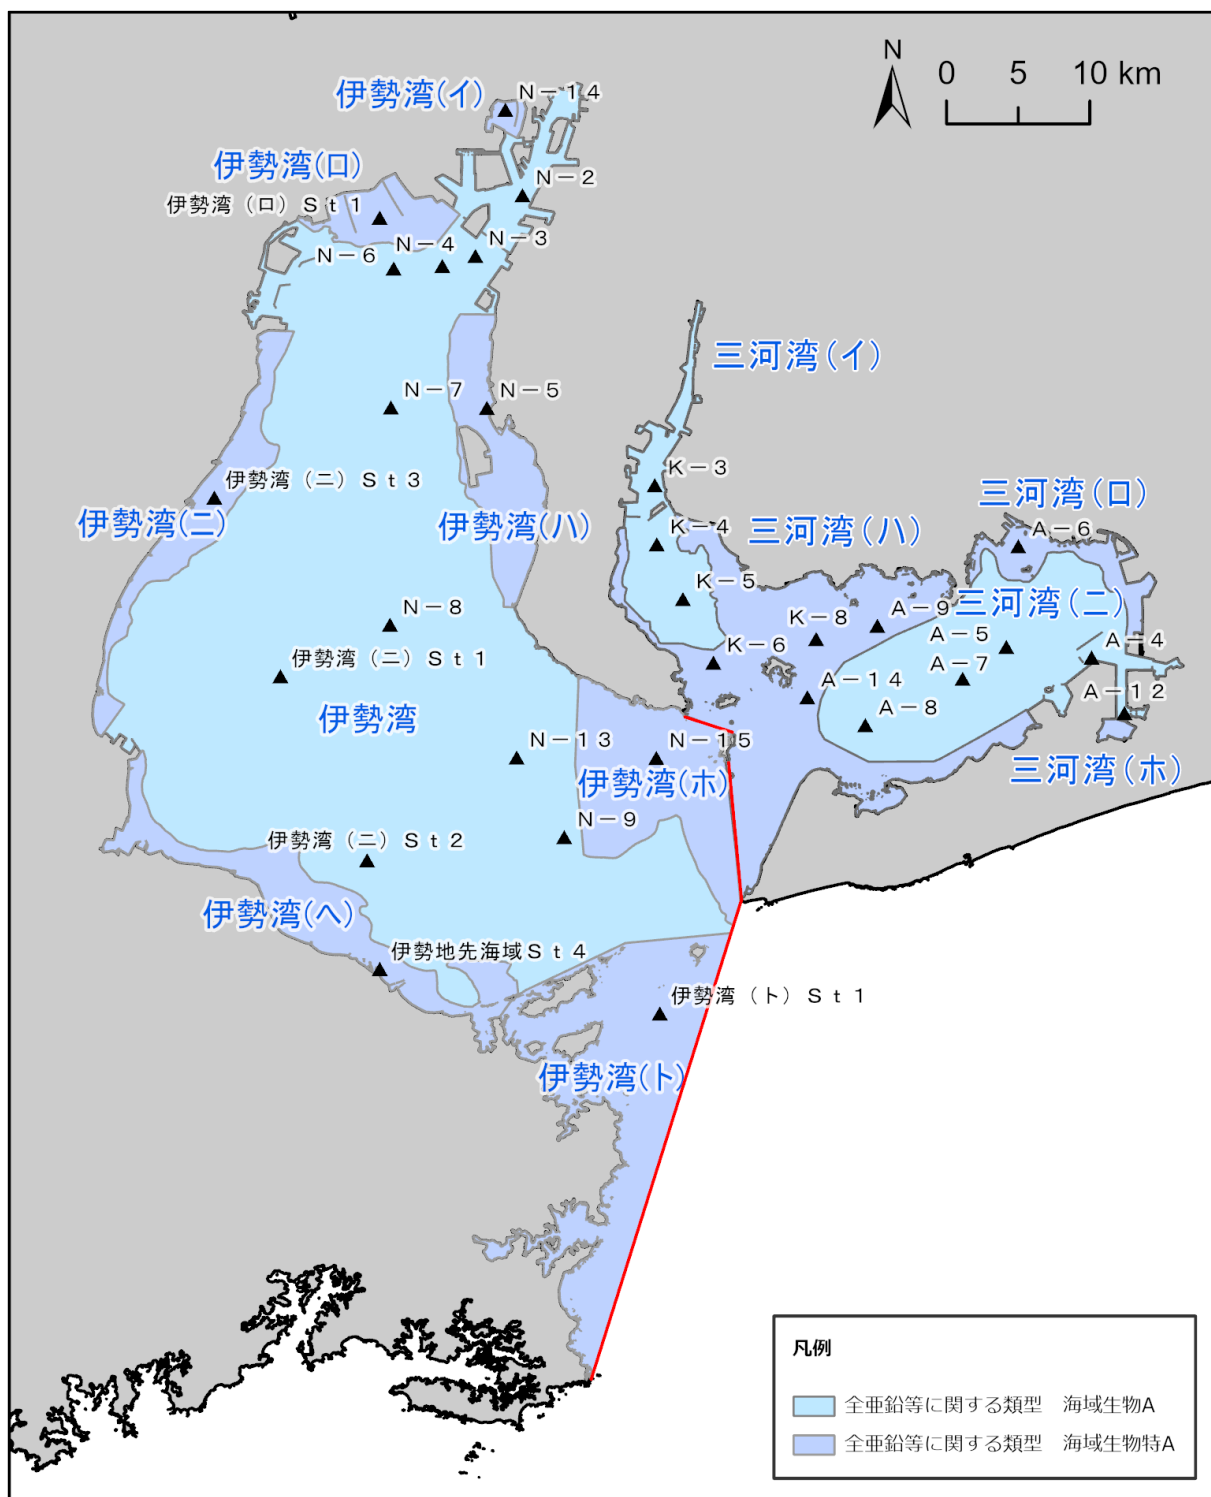 N
0 5 10 km
伊勢湾(イ)
N－14
伊勢湾(ロ)
N－2
伊勢湾（ロ）St1
N－3
N－4
N－6
三河湾(イ)
N－7
N－5
K－3
伊勢湾（ニ）St3
三河湾(ロ)
伊勢湾(ニ)
伊勢湾(ハ)
K－4
三河湾(ハ)
A－6
K－5
三河湾(ニ)
N－8
K－8
A－9
A－5
A－4
伊勢湾（ニ）St1
K－6
A－7
A－14
A－12
伊勢湾
A－8
N－13
N－15
三河湾(ホ)
伊勢湾(ホ)
N－9
伊勢湾（ニ）St2
伊勢湾(ヘ)
伊勢地先海域St4
伊勢湾（ト）St1
伊勢湾(ト)
凡例
全亜鉛等に関する類型　海域生物A
全亜鉛等に関する類型　海域生物特A